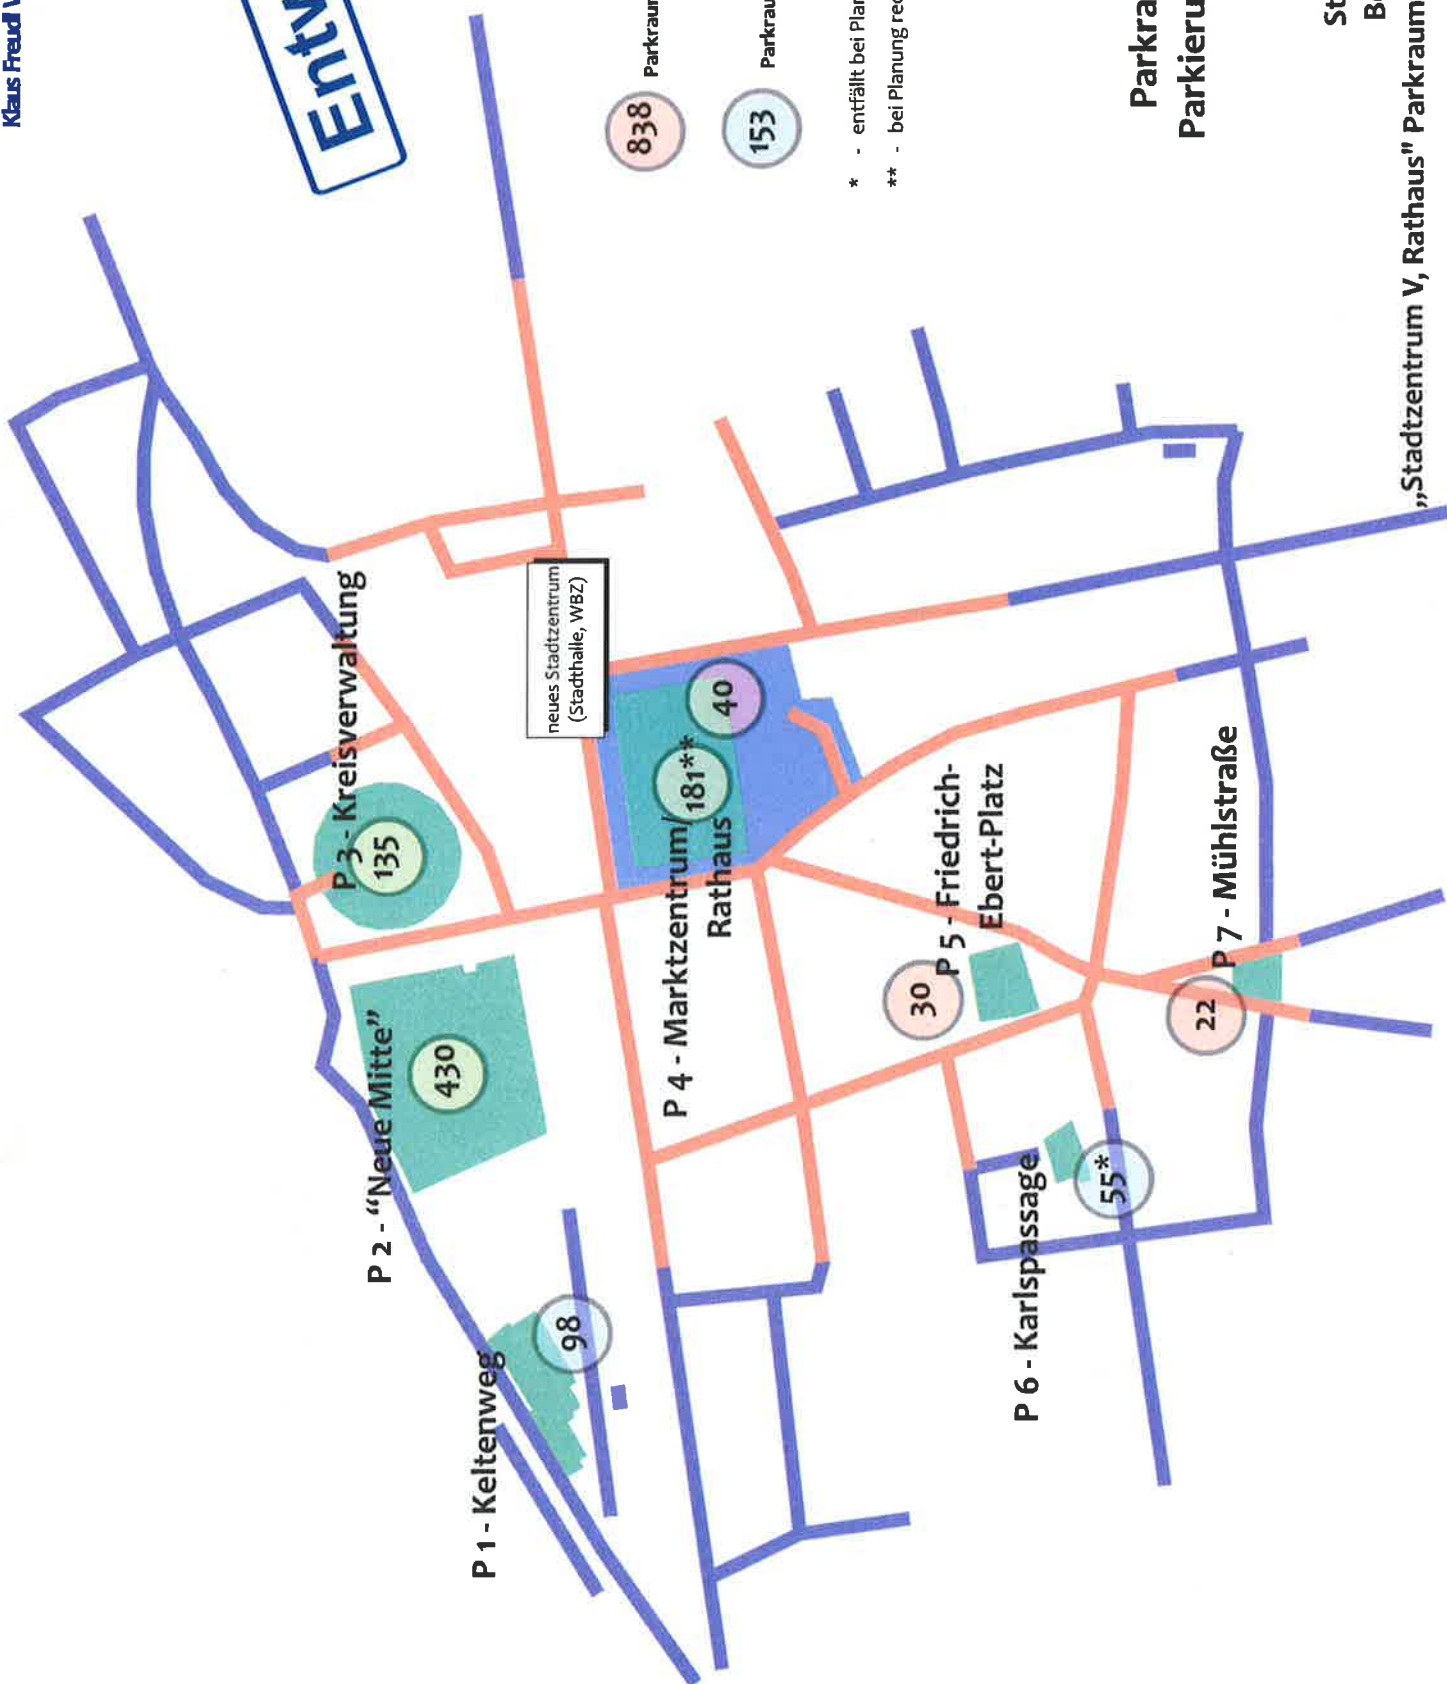 Klaus Freudl
Entw
838 Parkraum
153 Parkrau
* - entfällt bei Plan
** - bei Planung red
Parkra
Parkieru
St
B
„Stadtzentrum V, Rathaus" Parkraum
P 3 - Kreisverwaltung
135
neues Stadtzentrum
(Stadthalle, WBZ)
40
181**
P 4 - Marktzentrum/
Rathaus
P 2 - “Neue Mitte”
430
P 5 - Friedrich-
Ebert-Platz
30
P 7 - Mühlstraße
22
P 1 - Keltenweg
98
P 6 - Karlspassage
55*